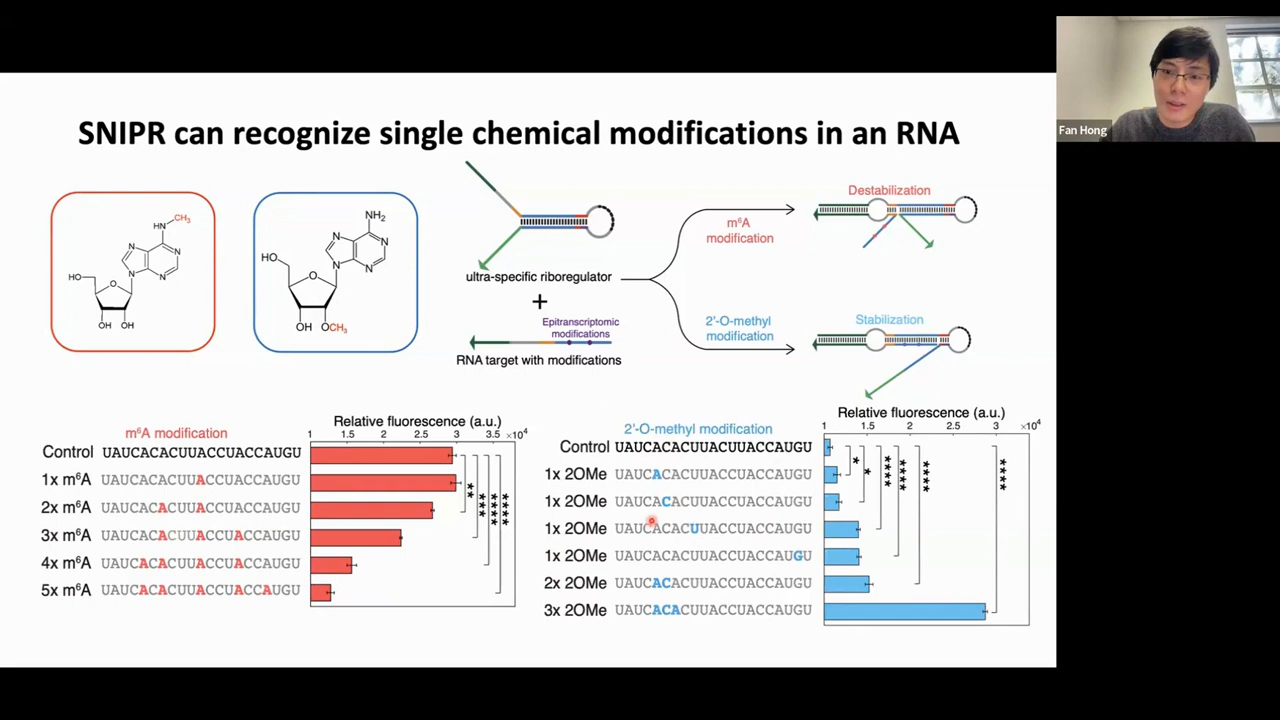 SNIPR can recognize single chemical modifications in an RNA
Fan Hong
NH
CH₃
N
N
N
N
HO
O
OH OH
NH₂
N
N
N
N
HO
O
OH OCH₃
ultra-specific riboregulator
+
Epitranscriptomic
modifications
RNA target with modifications
m⁶A
modification
2'-O-methyl
modification
Destabilization
Stabilization
Relative fluorescence (a.u.)
1 1.5 2 2.5 3 3.5 ×10⁴
m⁶A modification
Control UAUCACACUUACCUACCAUGU
1x m⁶A UAUCACACUUACCUACCAUGU
2x m⁶A UAUCACACUUACCUACCAUGU
3x m⁶A UAUCACACUUACCUACCAUGU
4x m⁶A UAUCACACUUACCUACCAUGU
5x m⁶A UAUCACACUUACCUACCAUGU
** **** **** ****
Relative fluorescence (a.u.)
1 1.5 2 2.5 3 ×10⁴
2'-O-methyl modification
Control UAUCACACUUACUUACCAUGU
1x 2OMe UAUCACACUUACCUACCAUGU
1x 2OMe UAUCACACUUACCUACCAUGU
1x 2OMe UAUCACACUUACCUACCAUGU
1x 2OMe UAUCACACUUACCUACCAUGU
2x 2OMe UAUCACACUUACCUACCAUGU
3x 2OMe UAUCACACUUACCUACCAUGU
* * **** **** **** ****